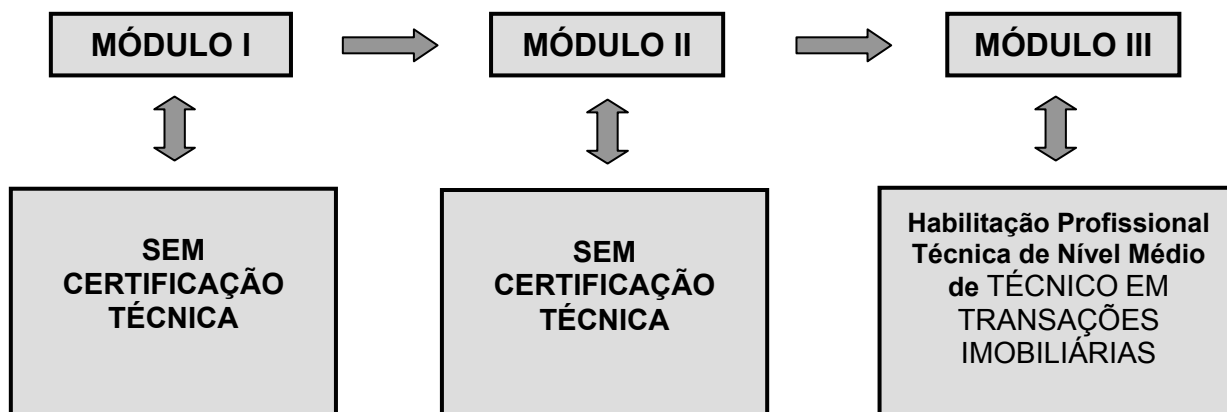 MÓDULO I
MÓDULO II
MÓDULO III
SEM
CERTIFICAÇÃO
TÉCNICA
SEM
CERTIFICAÇÃO
TÉCNICA
Habilitação Profissional
Técnica de Nível Médio
de TÉCNICO EM
TRANSAÇÕES
IMOBILIÁRIAS